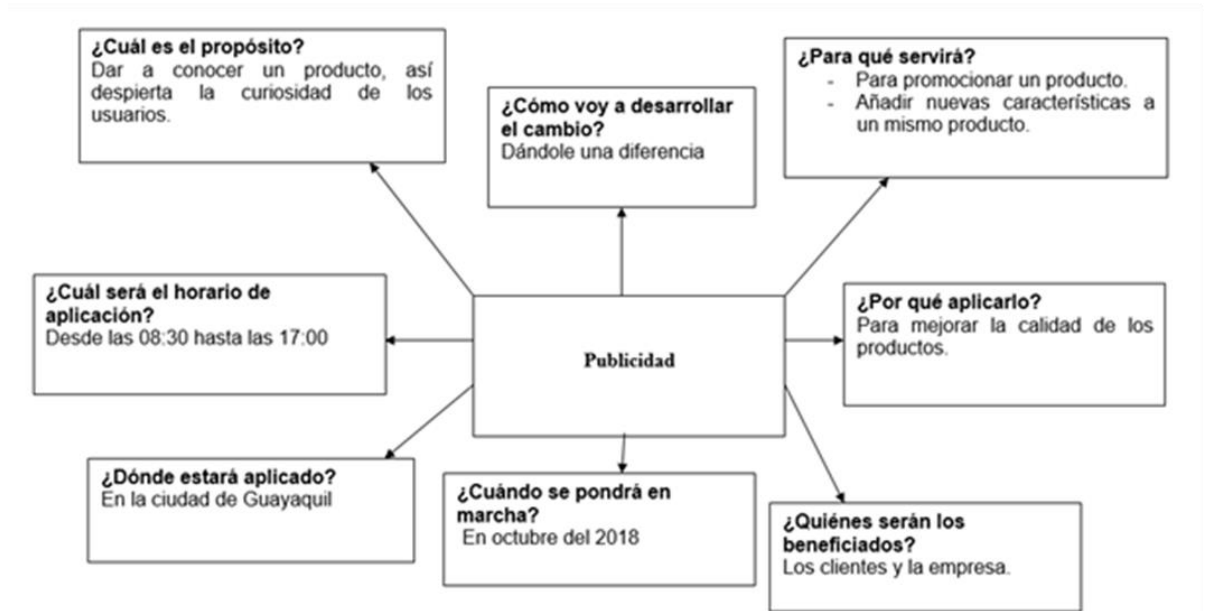 ¿Cuál es el propósito?
Dar a conocer un producto, así
despierta la curiosidad de los
usuarios.
¿Cómo voy a desarrollar
el cambio?
Dándole una diferencia
¿Para qué servirá?
- Para promocionar un producto.
- Añadir nuevas características a
un mismo producto.
¿Cuál será el horario de
aplicación?
Desde las 08:30 hasta las 17:00
Publicidad
¿Por qué aplicarlo?
Para mejorar la calidad de los
productos.
¿Dónde estará aplicado?
En la ciudad de Guayaquil
¿Cuándo se pondrá en
marcha?
En octubre del 2018
¿Quiénes serán los
beneficiados?
Los clientes y la empresa.